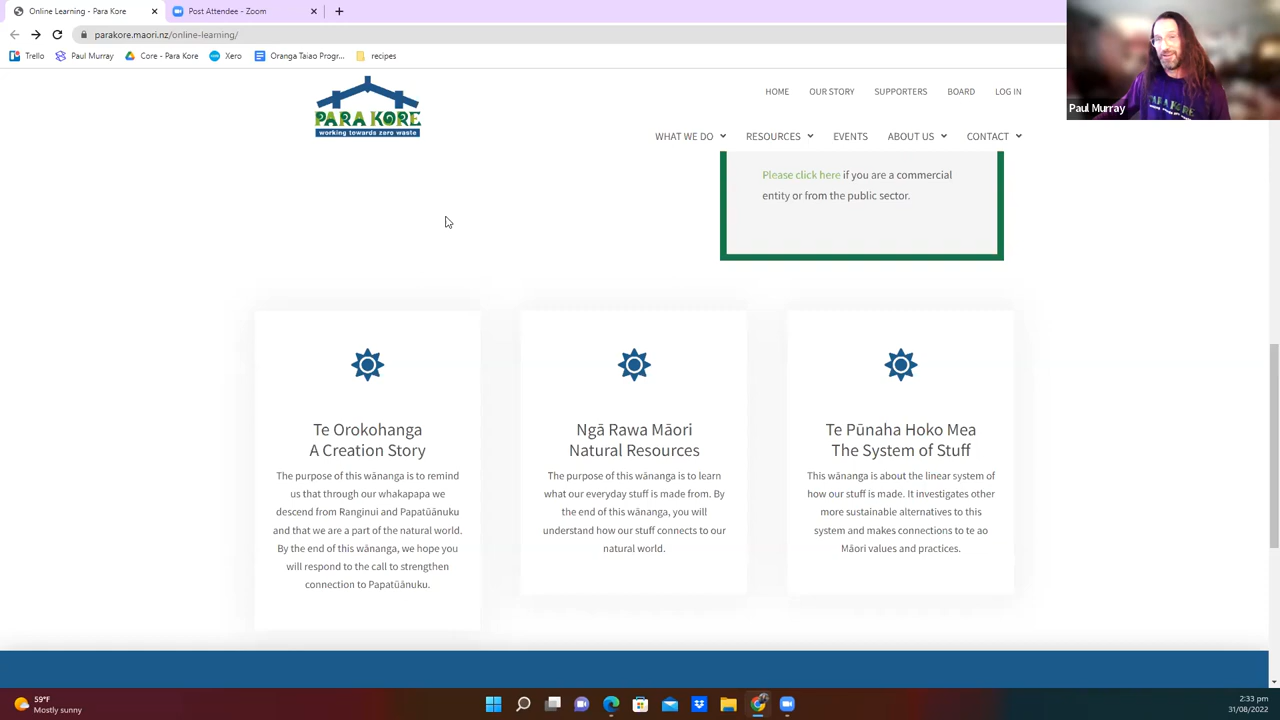 Online Learning - Para Kore
Post Attendee - Zoom
parakore.maori.nz/online-learning/
Trello
Paul Murray
Core - Para Kore
Xero
Oranga Taiao Progr...
recipes
Paul Murray
PARA KORE
PARA KORE
working towards zero waste
HOME
OUR STORY
SUPPORTERS
BOARD
LOG IN
WHAT WE DO
RESOURCES
EVENTS
ABOUT US
CONTACT
Please click here if you are a commercial
entity or from the public sector.
Te Orokohanga
A Creation Story
The purpose of this wānanga is to remind
us that through our whakapapa we
descend from Ranginui and Papatūānuku
and that we are a part of the natural world.
By the end of this wānanga, we hope you
will respond to the call to strengthen
connection to Papatūānuku.
Ngā Rawa Māori
Natural Resources
The purpose of this wānanga is to learn
what our everyday stuff is made from. By
the end of this wānanga, you will
understand how our stuff connects to our
natural world.
Te Pūnaha Hoko Mea
The System of Stuff
This wānanga is about the linear system of
how our stuff is made. It investigates other
more sustainable alternatives to this
system and makes connections to te ao
Māori values and practices.
59°F
Mostly sunny
2:33 pm
31/08/2022